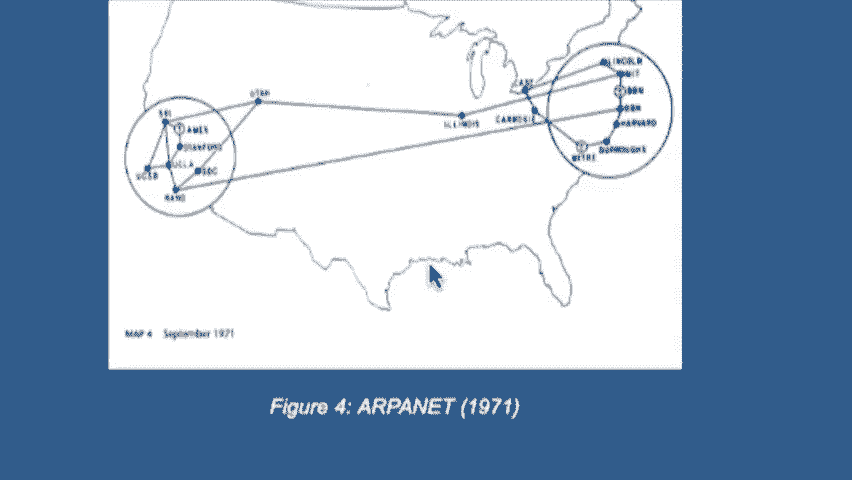 LINCOLN
MIT
CASE
UTAH
BBN
BBN
ILLINOIS
CARNEGIE
HARVARD
SRI
AMES
BURROUGHS
STANFORD
MITRE
UCLA
UCSB
SDC
RAND
MAP 4 September 1971
Figure 4: ARPANET (1971)